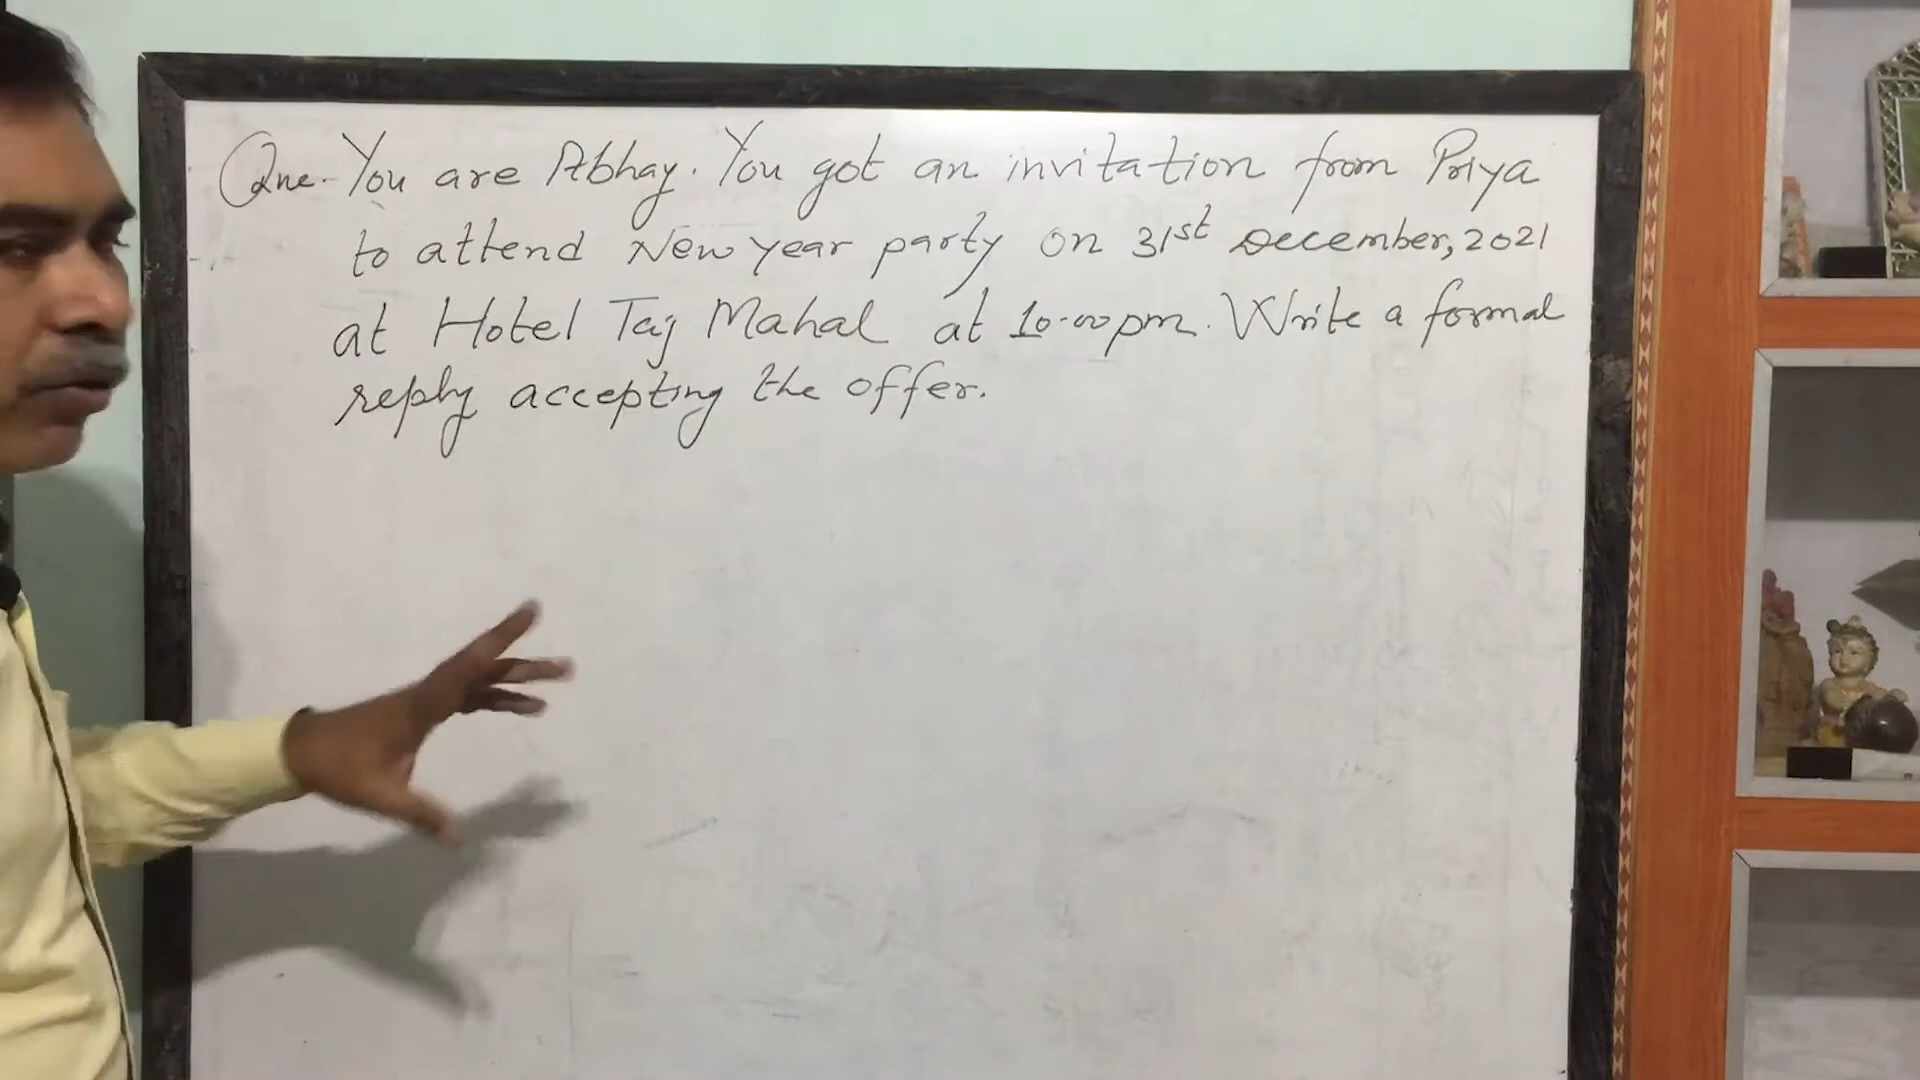 Que. You are Abhay. You got an invitation from Priya
to attend New year party on 31st December, 2021
at Hotel Taj Mahal at 10.00 pm. Write a formal
reply accepting the offer.